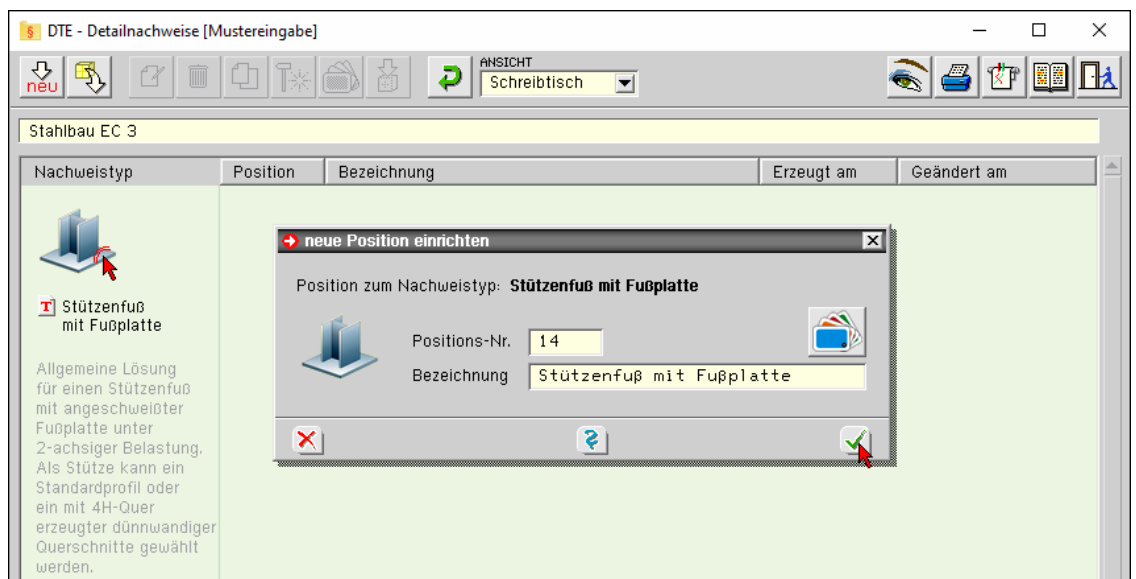 § DTE - Detailnachweise [Mustereingabe]
neu
ANSICHT
Schreibtisch
Stahlbau EC 3
Nachweistyp Position Bezeichnung Erzeugt am Geändert am
neue Position einrichten
Position zum Nachweistyp: Stützenfuß mit Fußplatte
Positions-Nr. 14
Bezeichnung Stützenfuß mit Fußplatte
T Stützenfuß
mit Fußplatte
Allgemeine Lösung
für einen Stützenfuß
mit angeschweißter
Fußplatte unter
2-achsiger Belastung.
Als Stütze kann ein
Standardprofil oder
ein mit 4H-Quer
erzeugter dünnwandiger
Querschnitte gewählt
werden.